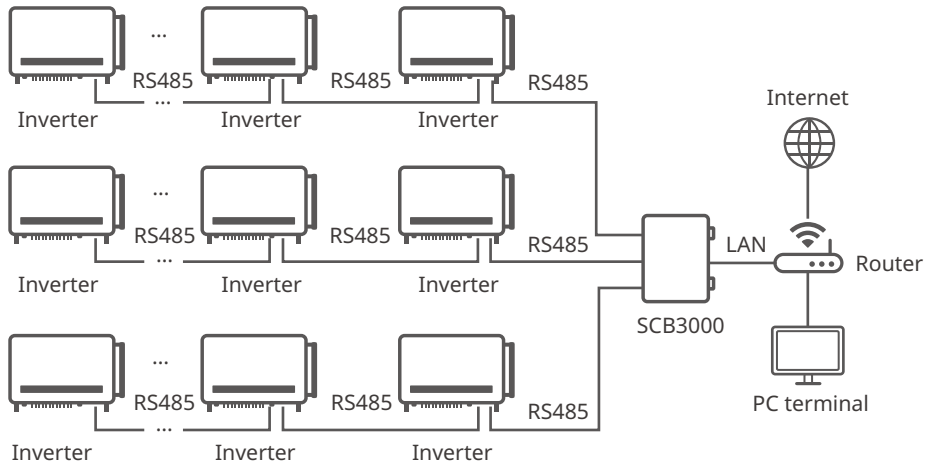 ...
RS485 RS485 RS485
...
Inverter Inverter Inverter
Internet
...
RS485 RS485 RS485
...
Inverter Inverter Inverter
LAN
Router
SCB3000
...
RS485 RS485 RS485
...
Inverter Inverter Inverter
PC terminal